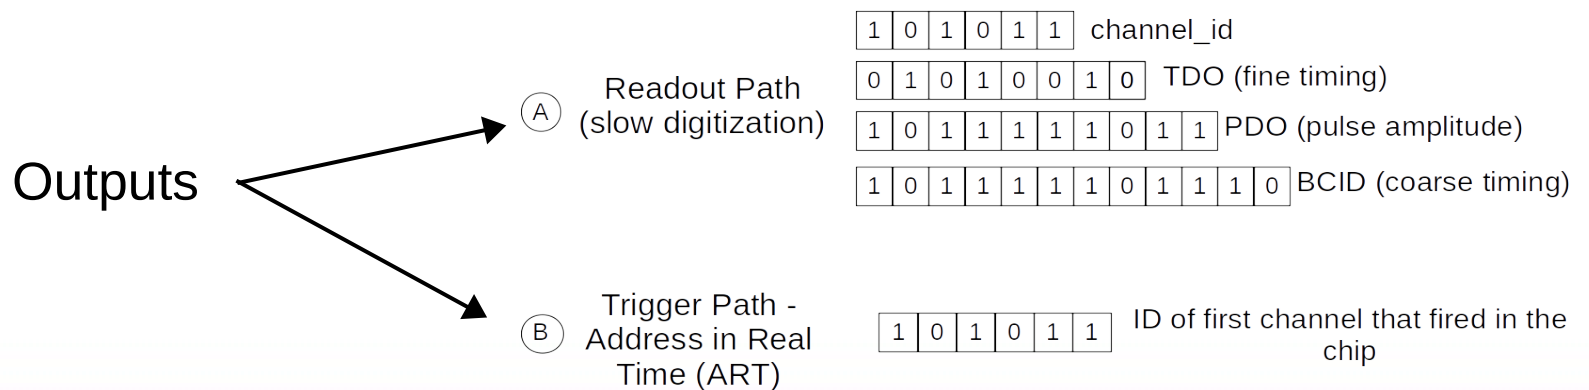 1 0 1 0 1 1 channel_id
0 1 0 1 0 0 1 0 TDO (fine timing)
Readout Path
(slow digitization)
A
1 0 1 1 1 1 1 0 1 1 PDO (pulse amplitude)
1 0 1 1 1 1 1 0 1 1 1 0 BCID (coarse timing)
Outputs
Trigger Path -
Address in Real
Time (ART)
B
1 0 1 0 1 1
ID of first channel that fired in the
chip